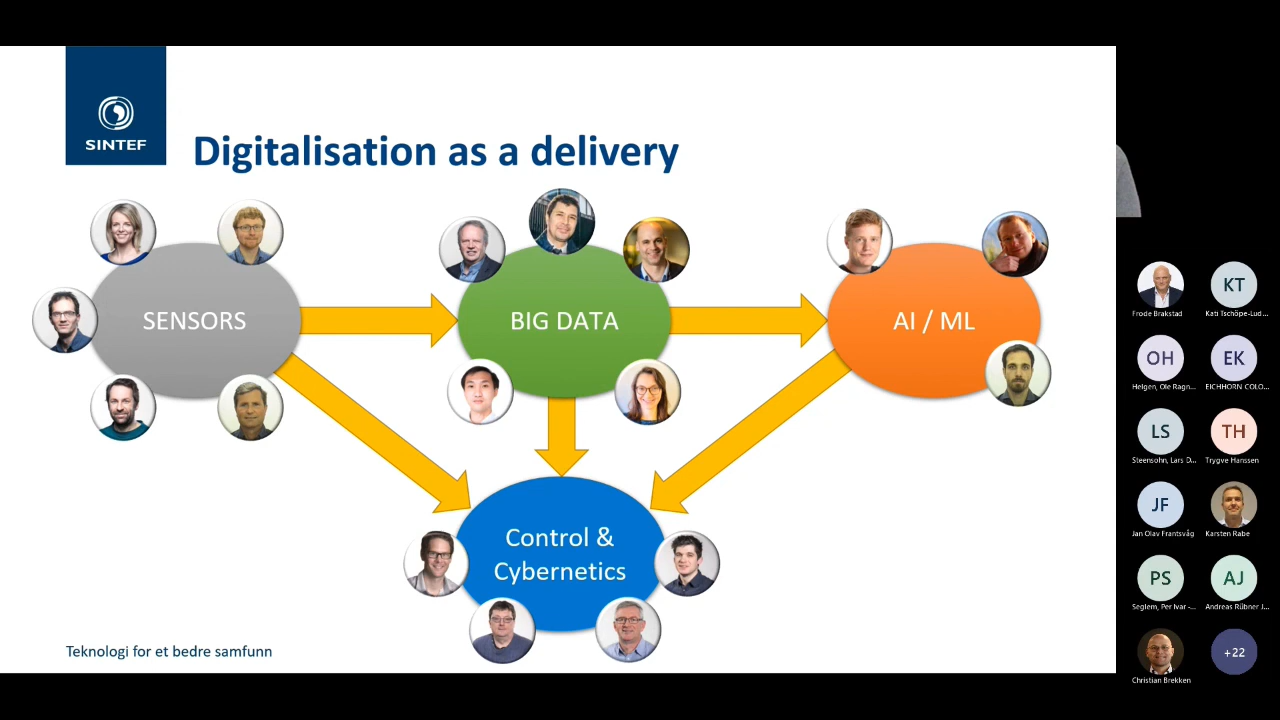 SINTEF
Digitalisation as a delivery
SENSORS
BIG DATA
AI / ML
Control &
Cybernetics
Teknologi for et bedre samfunn
KT
Frode Brakstad
Kati Tschöpe-Lud...
OH
EK
Helgen, Ole Ragn...
EICHHORN COLO...
LS
TH
Steensohn, Lars D...
Trygve Hanssen
JF
Jan Olav Frantsvåg
Karsten Rabe
PS
AJ
Seglem, Per Ivar -...
Andreas Rübner J...
+22
Christian Brekken